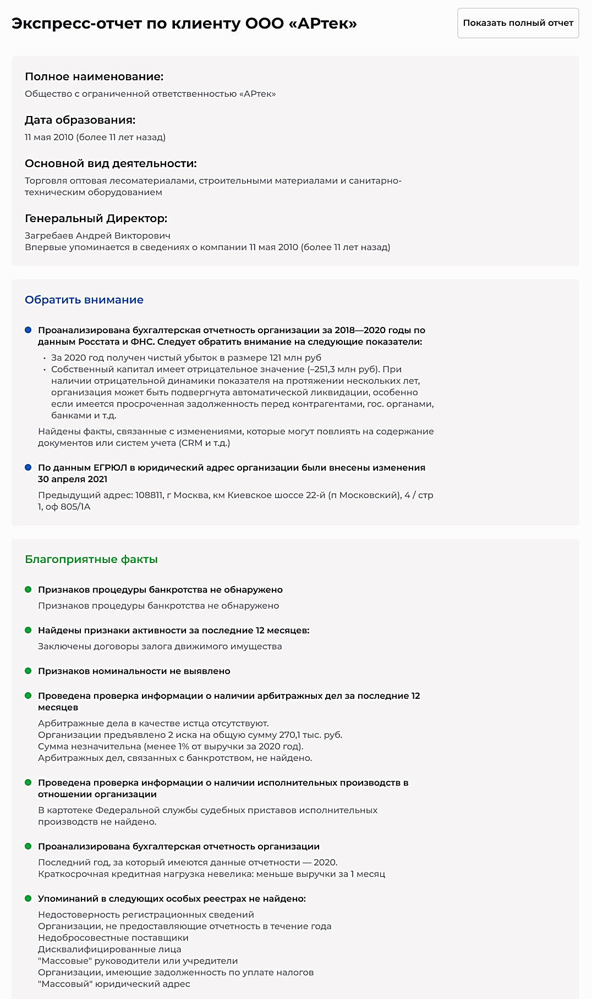 Экспресс-отчет по клиенту ООО «АРтек»
Показать полный отчет
Полное наименование:
Общество с ограниченной ответственностью «АРтек»
Дата образования:
11 мая 2010 (более 11 лет назад)
Основной вид деятельности:
Торговля оптовая лесоматериалами, строительными материалами и санитарно-
техническим оборудованием
Генеральный Директор:
Загребаев Андрей Викторович
Впервые упоминается в сведениях о компании 11 мая 2010 (более 11 лет назад)
Обратить внимание
Проанализирована бухгалтерская отчетность организации за 2018—2020 годы по
данным Росстата и ФНС. Следует обратить внимание на следующие показатели:
• За 2020 год получен чистый убыток в размере 121 млн руб
• Собственный капитал имеет отрицательное значение (–251,3 млн руб). При
наличии отрицательной динамики показателя на протяжении нескольких лет,
организация может быть подвергнута автоматической ликвидации, особенно
если имеется просроченная задолженность перед контрагентами, гос. органами,
банками и т.д.
Найдены факты, связанные с изменениями, которые могут повлиять на содержание
документов или систем учета (CRM и т.д.)
По данным ЕГРЮЛ в юридический адрес организации были внесены изменения
30 апреля 2021
Предыдущий адрес: 108811, г Москва, км Киевское шоссе 22-й (п Московский), 4 / стр
1, оф 805/1А
Благоприятные факты
Признаков процедуры банкротства не обнаружено
Признаков процедуры банкротства не обнаружено
Найдены признаки активности за последние 12 месяцев:
Заключены договоры залога движимого имущества
Признаков номинальности не выявлено
Проведена проверка информации о наличии арбитражных дел за последние 12
месяцев
Арбитражные дела в качестве истца отсутствуют.
Организации предъявлено 2 иска на общую сумму 270,1 тыс. руб.
Сумма незначительна (менее 1% от выручки за 2020 год).
Арбитражных дел, связанных с банкротством, не найдено.
Проведена проверка информации о наличии исполнительных производств в
отношении организации
В картотеке Федеральной службы судебных приставов исполнительных
производств не найдено.
Проанализирована бухгалтерская отчетность организации
Последний год, за который имеются данные отчетности — 2020.
Краткосрочная кредитная нагрузка невелика: меньше выручки за 1 месяц
Упоминаний в следующих особых реестрах не найдено:
Недостоверность регистрационных сведений
Организации, не предоставляющие отчетность в течение года
Недобросовестные поставщики
Дисквалифицированные лица
"Массовые" руководители или учредители
Организации, имеющие задолженность по уплате налогов
"Массовый" юридический адрес